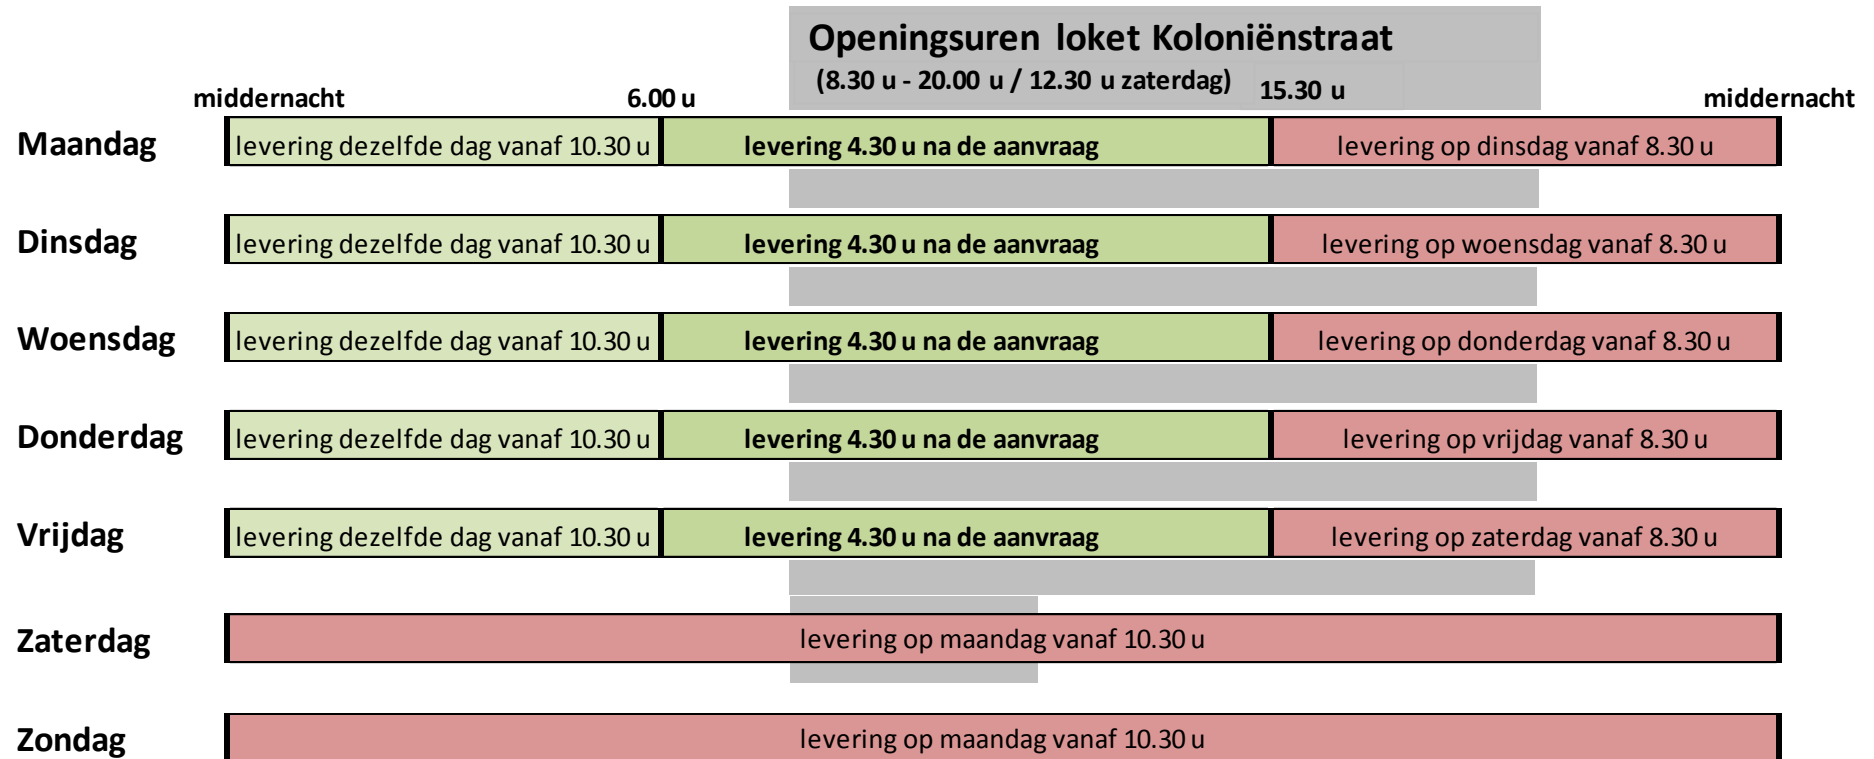 Openingsuren loket Koloniënstraat
(8.30 u - 20.00 u / 12.30 u zaterdag)
middernacht 6.00 u 15.30 u middernacht
Maandag levering dezelfde dag vanaf 10.30 u levering 4.30 u na de aanvraag levering op dinsdag vanaf 8.30 u
Dinsdag levering dezelfde dag vanaf 10.30 u levering 4.30 u na de aanvraag levering op woensdag vanaf 8.30 u
Woensdag levering dezelfde dag vanaf 10.30 u levering 4.30 u na de aanvraag levering op donderdag vanaf 8.30 u
Donderdag levering dezelfde dag vanaf 10.30 u levering 4.30 u na de aanvraag levering op vrijdag vanaf 8.30 u
Vrijdag levering dezelfde dag vanaf 10.30 u levering 4.30 u na de aanvraag levering op zaterdag vanaf 8.30 u
Zaterdag levering op maandag vanaf 10.30 u
Zondag levering op maandag vanaf 10.30 u